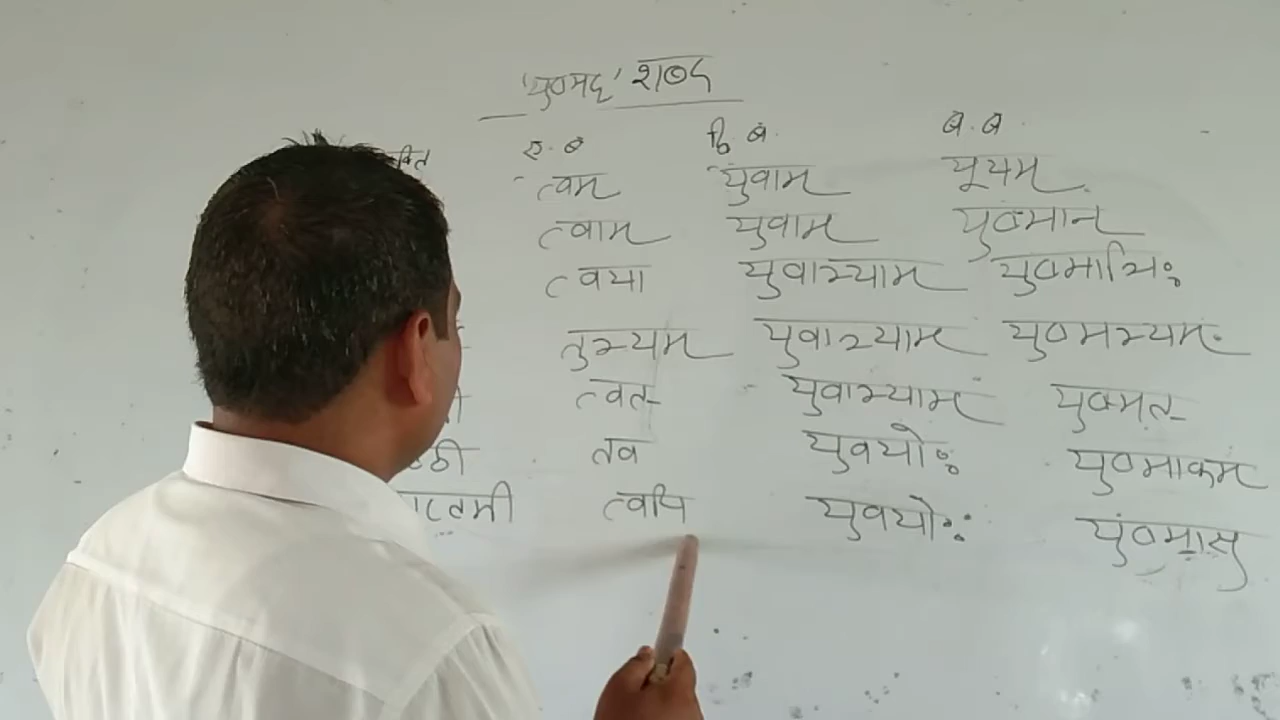 'युष्मद्' शब्द
ए. व द्वि. व. ब. व
त्वम् युवाम् यूयम्
त्वाम् युवाम् युष्मान्
त्वया युवाभ्याम् युष्माभिः
तुभ्यम् युवाभ्याम् युष्मभ्यम्
त्वत् युवाभ्याम् युष्मत्
तव युवयोः युष्माकम्
त्वयि युवयोः युष्मासु